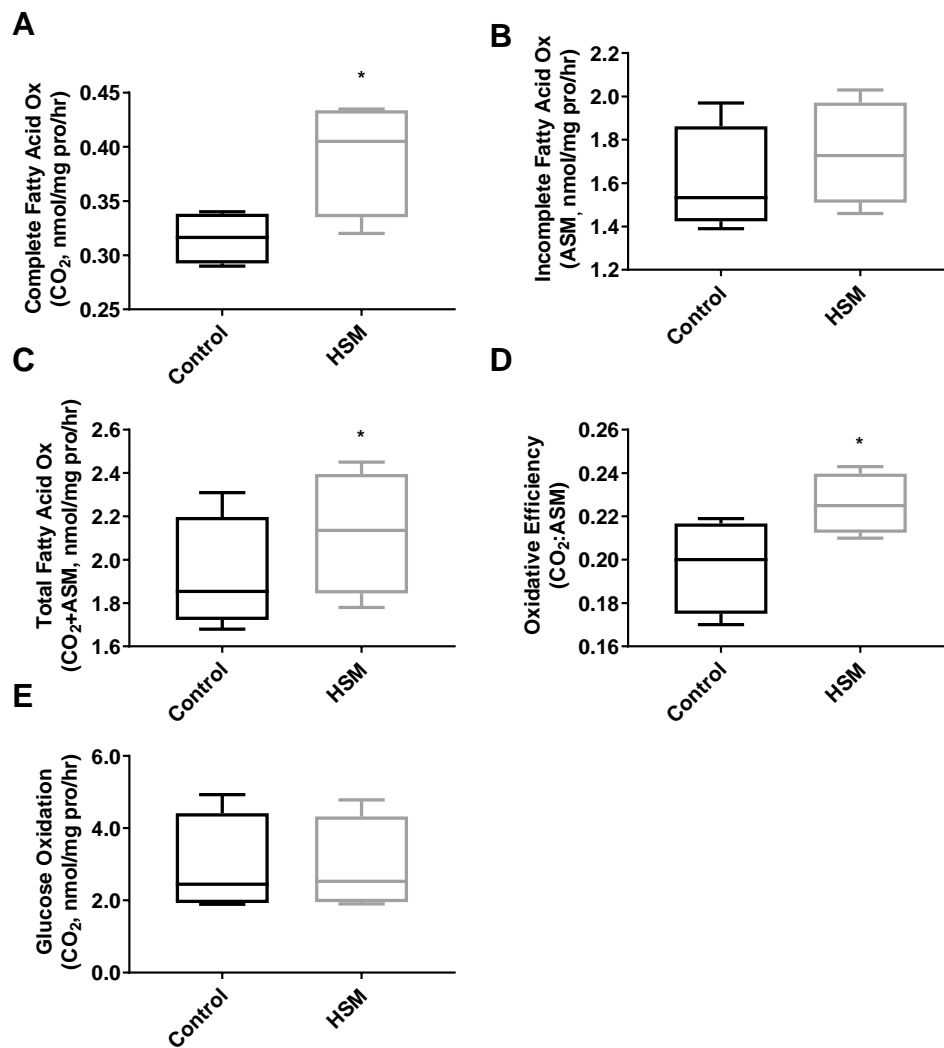 A
Complete Fatty Acid Ox
(CO₂, nmol/mg pro/hr)
0.45
0.40
0.35
0.30
0.25
*
Control
HSM
B
Incomplete Fatty Acid Ox
(ASM, nmol/mg pro/hr)
2.2
2.0
1.8
1.6
1.4
1.2
Control
HSM
C
Total Fatty Acid Ox
(CO₂+ASM, nmol/mg pro/hr)
2.6
2.4
2.2
2.0
1.8
1.6
*
Control
HSM
D
Oxidative Efficiency
(CO₂:ASM)
0.26
0.24
0.22
0.20
0.18
0.16
*
Control
HSM
E
Glucose Oxidation
(CO₂, nmol/mg pro/hr)
6.0
4.0
2.0
0.0
Control
HSM